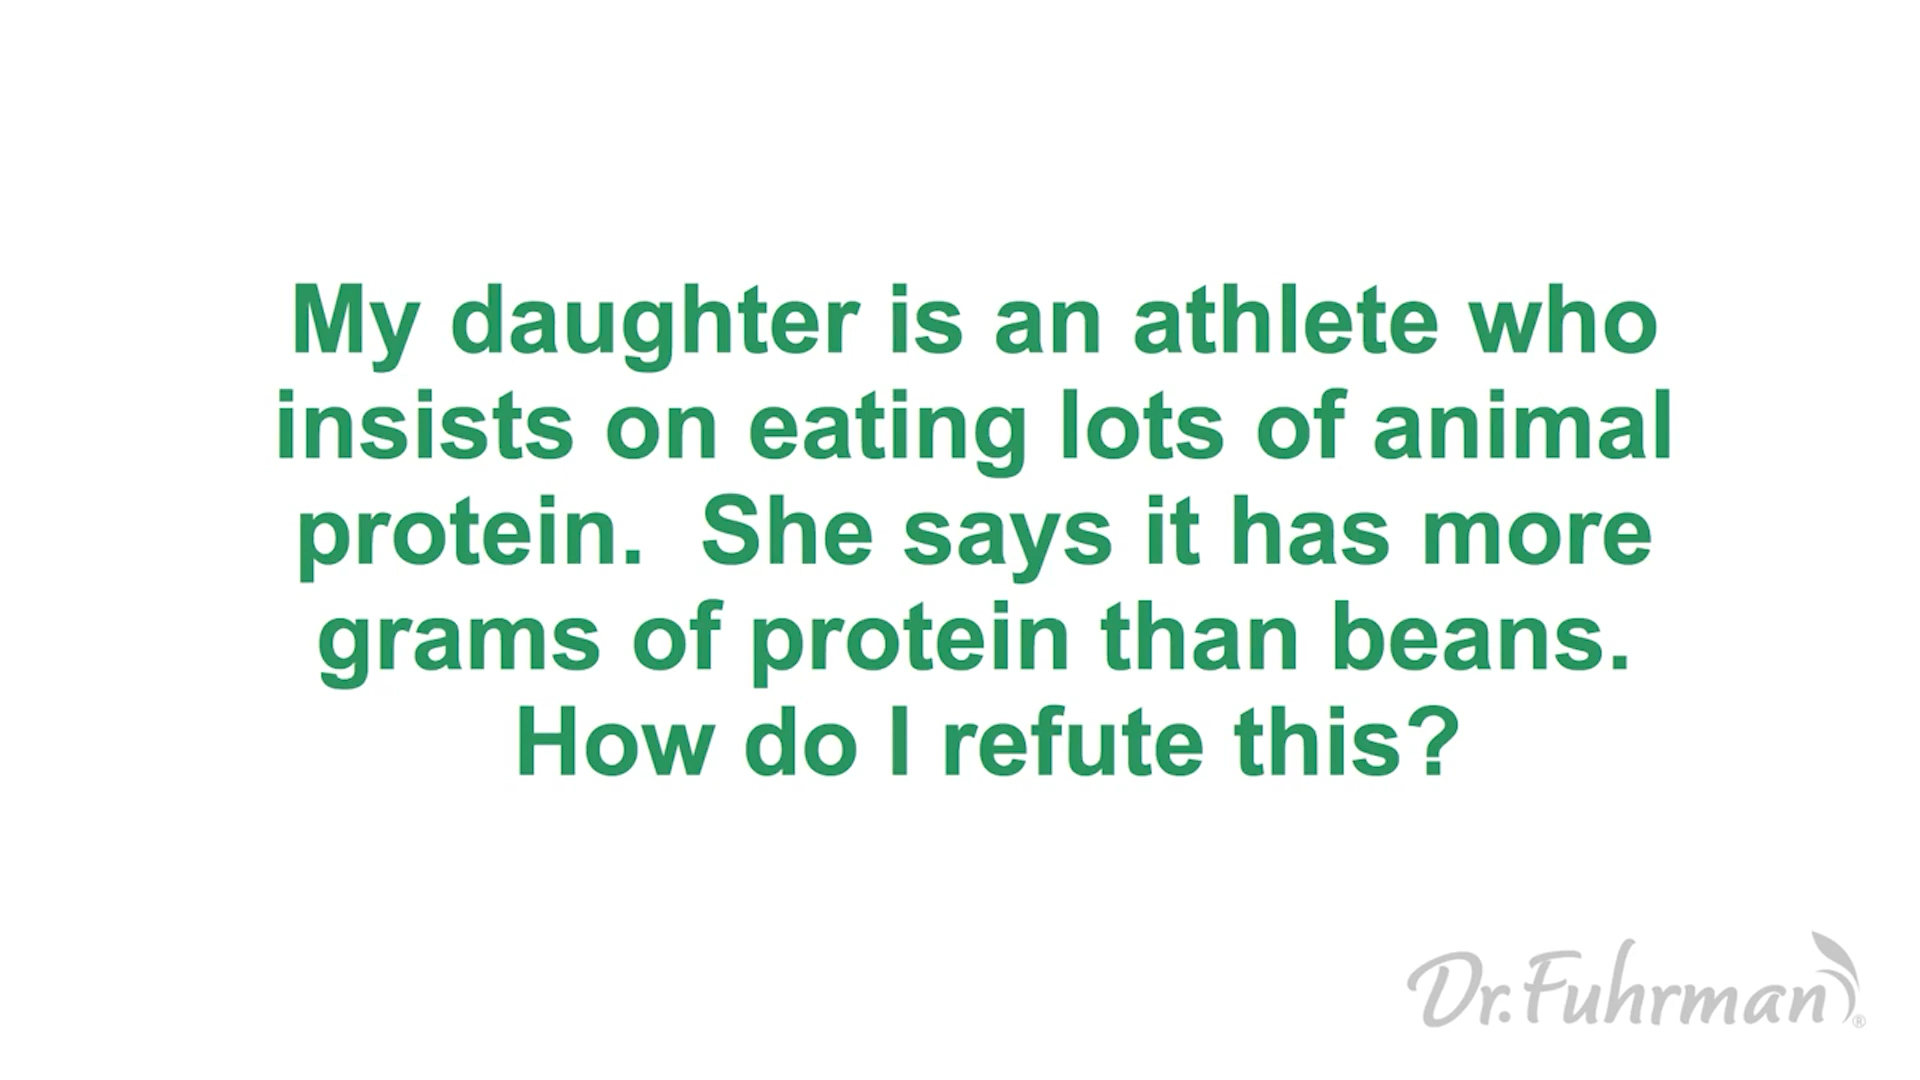 My daughter is an athlete who
insists on eating lots of animal
protein.  She says it has more
grams of protein than beans.
How do I refute this?
Dr. Fuhrman®